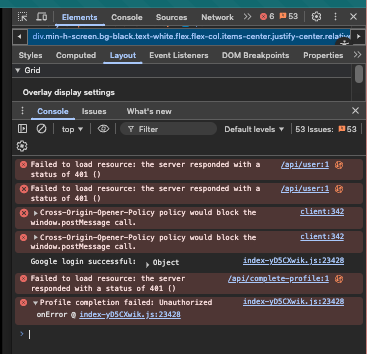 Elements Console Sources Network » 6 53
div.min-h-screen.bg-black.text-white.flex.flex-col.items-center.justify-center.relative
Styles Computed Layout Event Listeners DOM Breakpoints Properties »
▼ Grid
Overlay display settings
Console Issues What's new
top ▾ Filter Default levels ▾ 53 Issues: 53
Failed to load resource: the server responded with a /api/user:1
status of 401 ()
Failed to load resource: the server responded with a /api/user:1
status of 401 ()
▶ Cross-Origin-Opener-Policy policy would block the client:342
window.postMessage call.
▶ Cross-Origin-Opener-Policy policy would block the client:342
window.postMessage call.
Google login successful: ▶ Object index-yD5CXwik.js:23428
Failed to load resource: the server /api/complete-profile:1
responded with a status of 401 ()
▼ Profile completion failed: Unauthorized index-yD5CXwik.js:23428
onError @ index-yD5CXwik.js:23428
>